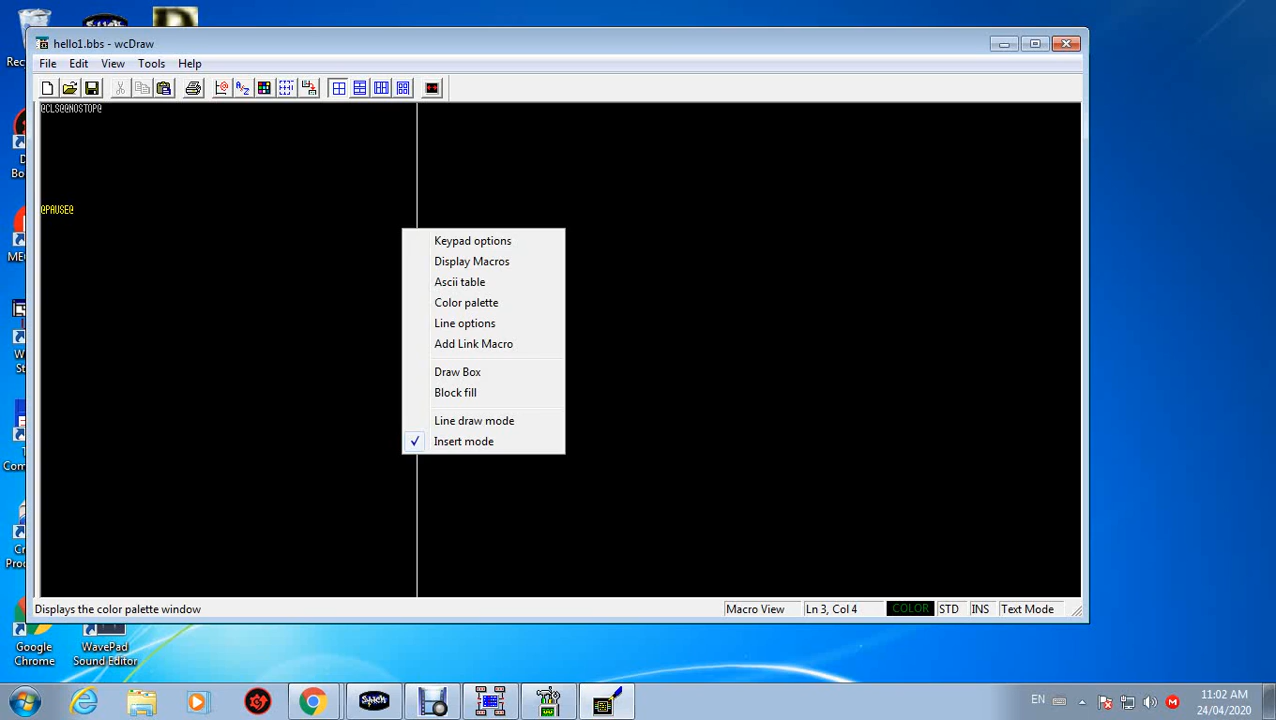 hello1.bbs - wcDraw
File Edit View Tools Help
@CLS@@NOSTOP@
@PAUSE@
Keypad options
Display Macros
Ascii table
Color palette
Line options
Add Link Macro
Draw Box
Block fill
Line draw mode
Insert mode
Displays the color palette window
Macro View Ln 3, Col 4 COLOR STD INS Text Mode
Google Chrome
WavePad Sound Editor
EN
11:02 AM
24/04/2020